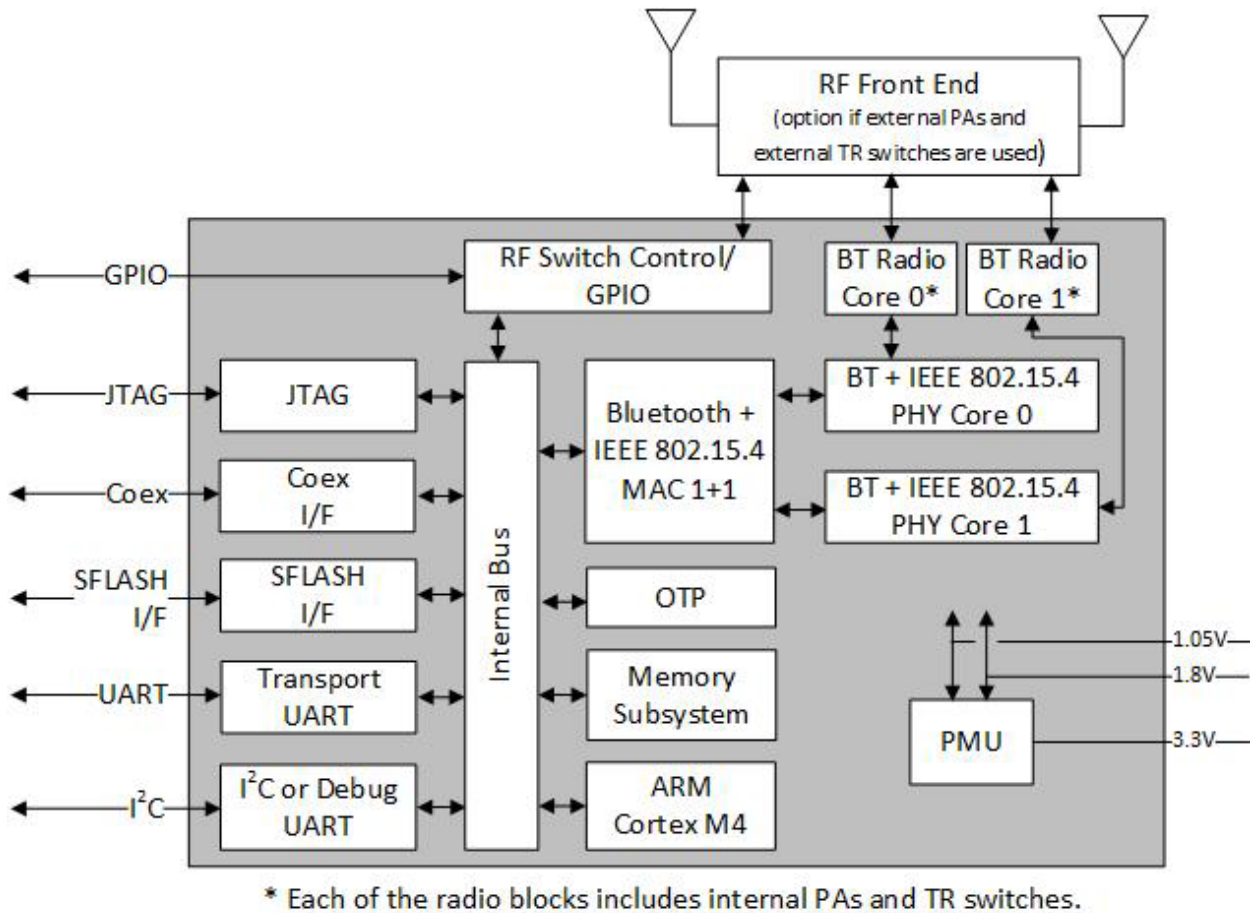 RF Front End
(option if external PAs and
external TR switches are used)
GPIO
RF Switch Control/
GPIO
BT Radio
Core 0*
BT Radio
Core 1*
JTAG
JTAG
Bluetooth +
IEEE 802.15.4
MAC 1+1
BT + IEEE 802.15.4
PHY Core 0
Coex
Coex
I/F
BT + IEEE 802.15.4
PHY Core 1
Internal Bus
SFLASH
I/F
SFLASH
I/F
OTP
1.05V
1.8V
UART
Transport
UART
Memory
Subsystem
PMU
3.3V
I²C
I²C or Debug
UART
ARM
Cortex M4
* Each of the radio blocks includes internal PAs and TR switches.